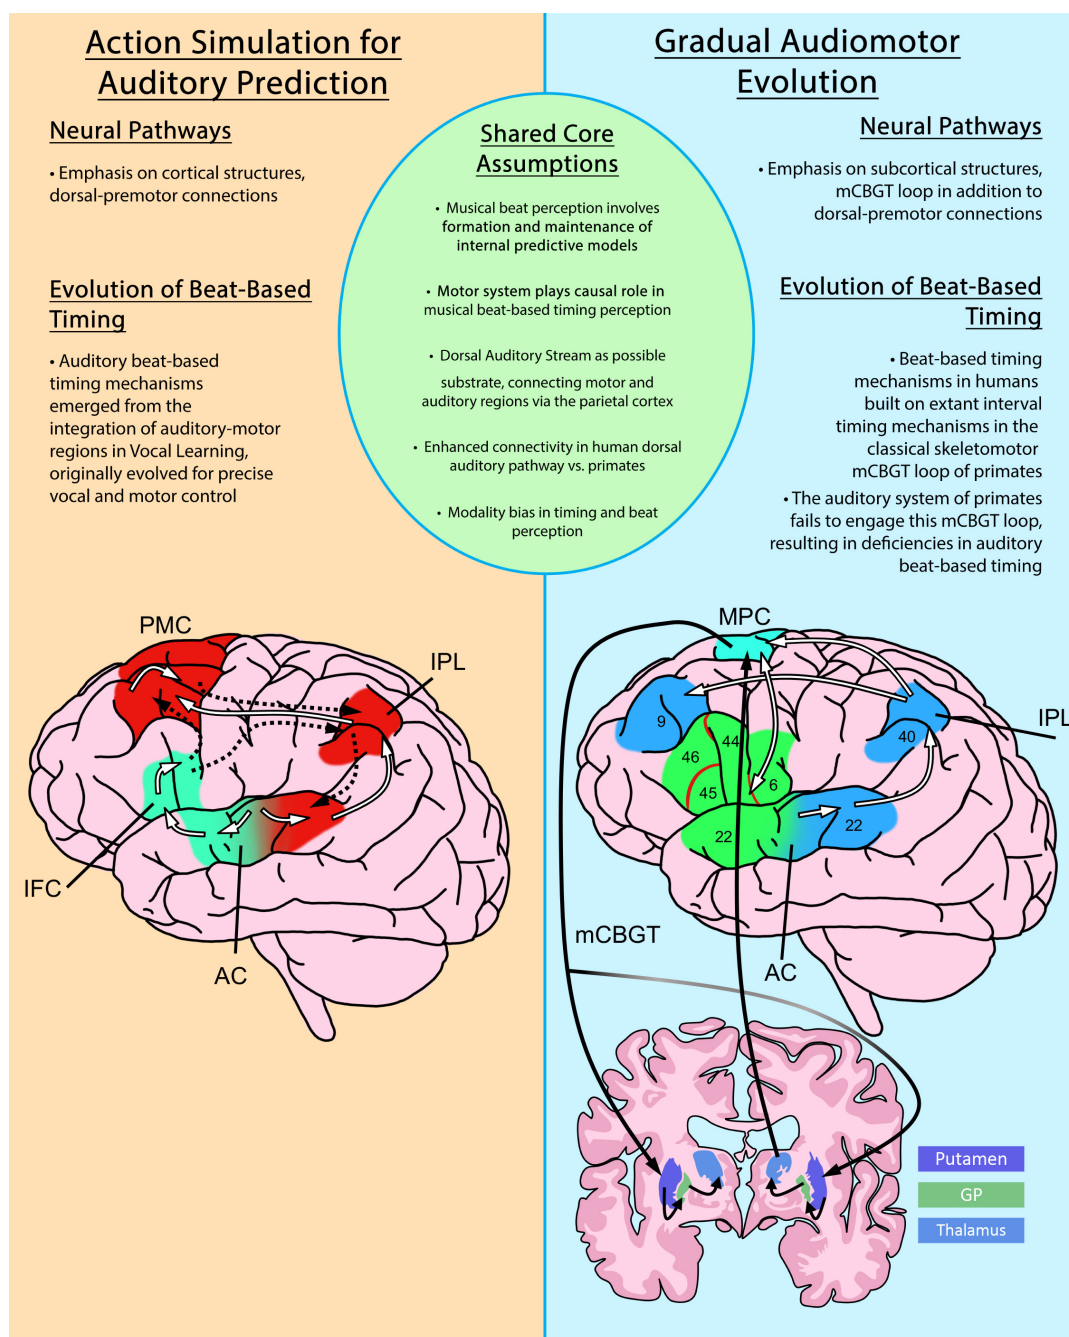 Action Simulation for
Auditory Prediction
Neural Pathways
• Emphasis on cortical structures,
dorsal-premotor connections
Evolution of Beat-Based
Timing
• Auditory beat-based
timing mechanisms
emerged from the
integration of auditory-motor
regions in Vocal Learning,
originally evolved for precise
vocal and motor control
Shared Core
Assumptions
• Musical beat perception involves
formation and maintenance of
internal predictive models
• Motor system plays causal role in
musical beat-based timing perception
• Dorsal Auditory Stream as possible
substrate, connecting motor and
auditory regions via the parietal cortex
• Enhanced connectivity in human dorsal
auditory pathway vs. primates
• Modality bias in timing and beat
perception
Gradual Audiomotor
Evolution
Neural Pathways
• Emphasis on subcortical structures,
mCBGT loop in addition to
dorsal-premotor connections
Evolution of Beat-Based
Timing
• Beat-based timing
mechanisms in humans
built on extant interval
timing mechanisms in the
classical skeletomotor
mCBGT loop of primates
• The auditory system of primates
fails to engage this mCBGT loop,
resulting in deficiencies in auditory
beat-based timing
PMC
IPL
IFC
AC
MPC
IPL
9
46
44
45
6
40
22
22
mCBGT
AC
Putamen
GP
Thalamus